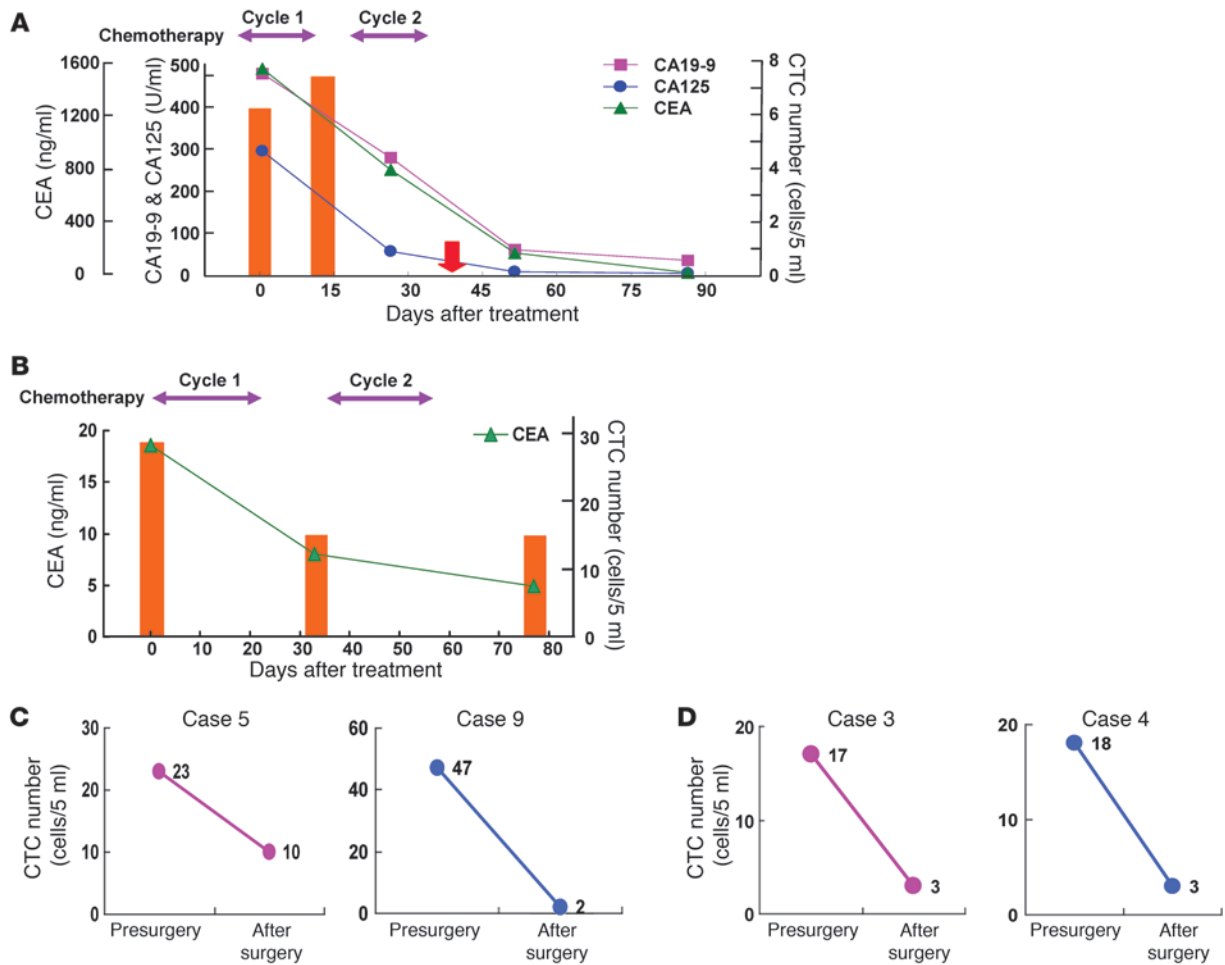 A
Chemotherapy
Cycle 1
Cycle 2
CEA (ng/ml)
1600
1200
800
400
0
CA19-9 & CA125 (U/ml)
500
400
300
200
100
0
CA19-9
CA125
CEA
8
6
4
2
0
CTC number (cells/5 ml)
0 15 30 45 60 75 90
Days after treatment
B
Chemotherapy
Cycle 1
Cycle 2
CEA (ng/ml)
20
15
10
5
0
CEA
30
20
10
0
CTC number (cells/5 ml)
0 10 20 30 40 50 60 70 80
Days after treatment
C
Case 5
CTC number
(cells/5 ml)
30
20
10
0
23
10
Presurgery After
surgery
Case 9
60
40
20
0
47
2
Presurgery After
surgery
D
Case 3
CTC number
(cells/5 ml)
20
10
0
17
3
Presurgery After
surgery
Case 4
20
10
0
18
3
Presurgery After
surgery